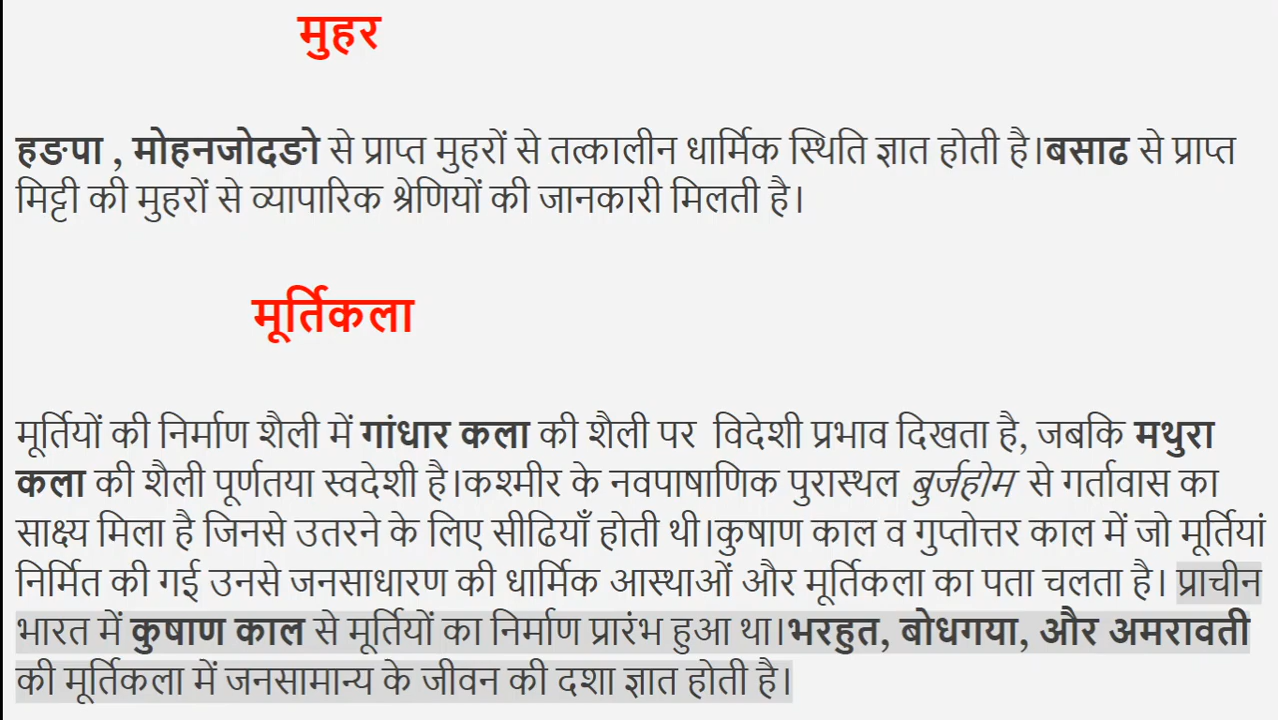 मुहर
हङपा , मोहनजोदङो से प्राप्त मुहरों से तत्कालीन धार्मिक स्थिति ज्ञात होती है।बसाढ से प्राप्त
मिट्टी की मुहरों से व्यापारिक श्रेणियों की जानकारी मिलती है।
मूर्तिकला
मूर्तियों की निर्माण शैली में गांधार कला की शैली पर विदेशी प्रभाव दिखता है, जबकि मथुरा
कला की शैली पूर्णतया स्वदेशी है।कश्मीर के नवपाषाणिक पुरास्थल बुर्जहोम से गर्तावास का
साक्ष्य मिला है जिनसे उतरने के लिए सीढियाँ होती थी।कुषाण काल व गुप्तोत्तर काल में जो मूर्तियां
निर्मित की गई उनसे जनसाधारण की धार्मिक आस्थाओं और मूर्तिकला का पता चलता है। प्राचीन
भारत में कुषाण काल से मूर्तियों का निर्माण प्रारंभ हुआ था।भरहुत, बोधगया, और अमरावती
की मूर्तिकला में जनसामान्य के जीवन की दशा ज्ञात होती है।